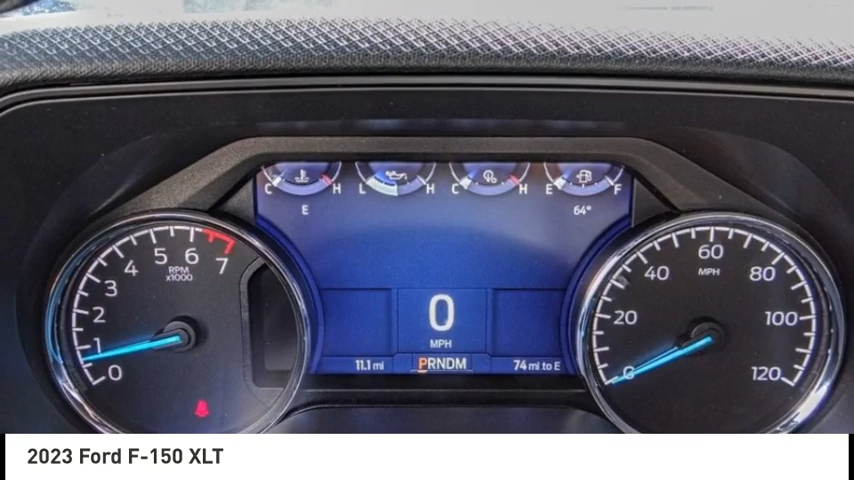 C H L H C H E F
E 64°
5 6
4 7
RPM
x1000
3
2
1
0
60
MPH
40 80
20 100
0 120
0
MPH
11.1 mi PRNDM 74 mi to E
2023 Ford F-150 XLT